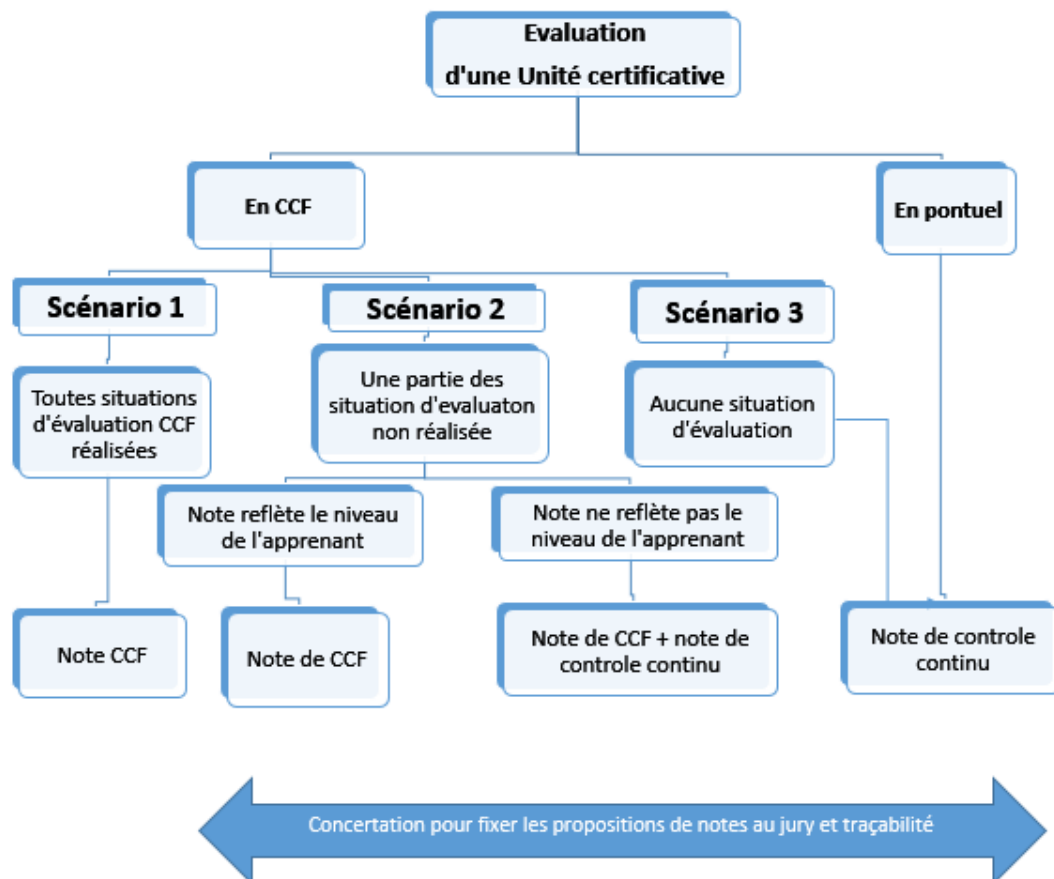 Evaluation
d'une Unité certificative
En CCF
En pontuel
Scénario 1
Scénario 2
Scénario 3
Toutes situations
d'évaluation CCF
réalisées
Une partie des
situation d'evaluaton
non réalisée
Aucune situation
d'évaluation
Note reflète le niveau
de l'apprenant
Note ne reflète pas le
niveau de l'apprenant
Note CCF
Note de CCF
Note de CCF + note de
controle continu
Note de controle
continu
Concertation pour fixer les propositions de notes au jury et traçabilité